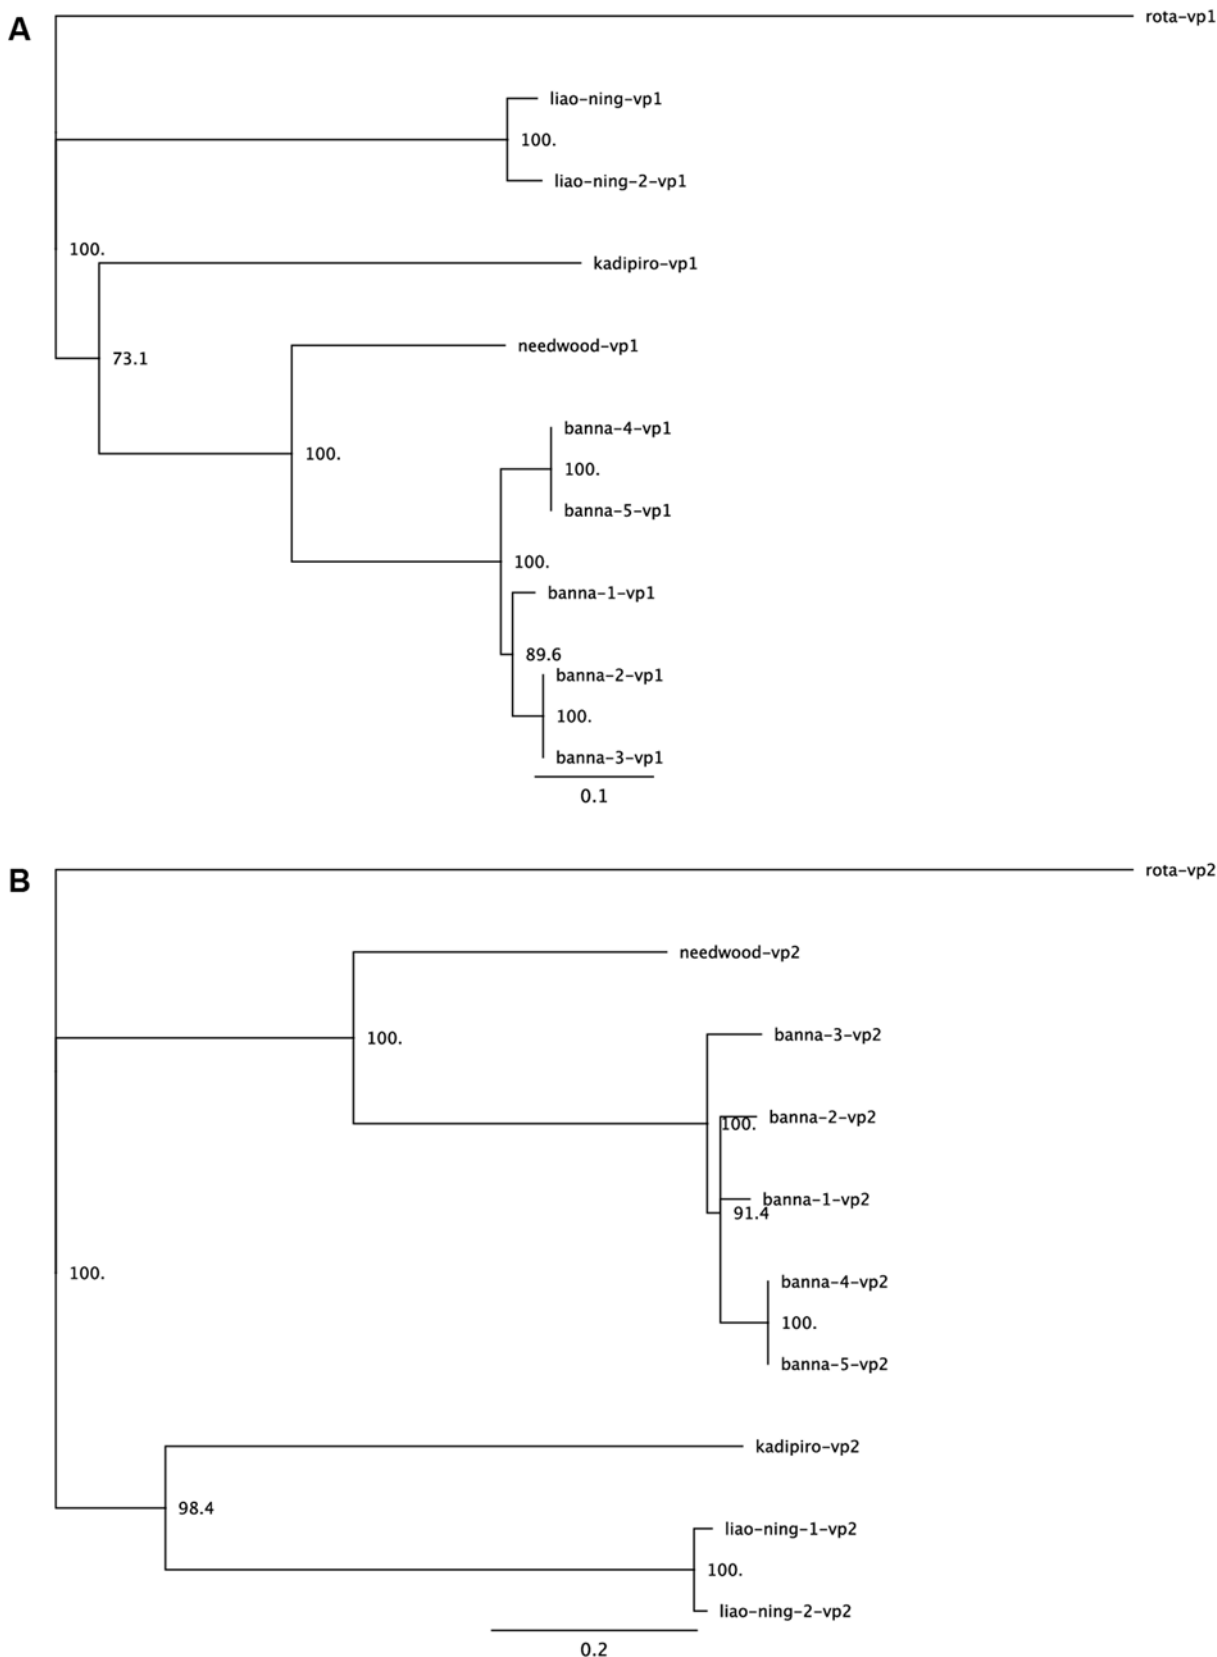 A
rota-vp1
liao-ning-vp1
100.
liao-ning-2-vp1
100.
kadipiro-vp1
needwood-vp1
73.1
banna-4-vp1
100.
100.
banna-5-vp1
100.
banna-1-vp1
89.6
banna-2-vp1
100.
banna-3-vp1
0.1
B
rota-vp2
needwood-vp2
banna-3-vp2
100.
banna-2-vp2
100.
banna-1-vp2
91.4
100.
banna-4-vp2
100.
banna-5-vp2
kadipiro-vp2
98.4
liao-ning-1-vp2
100.
liao-ning-2-vp2
0.2